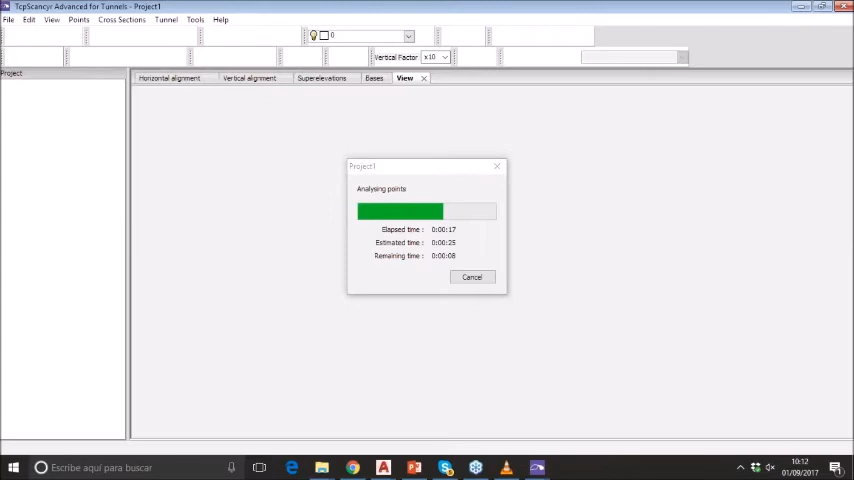 TcpScancyr Advanced for Tunnels - Project1
File Edit View Points Cross Sections Tunnel Tools Help
0
Vertical Factor x10
Project
Horizontal alignment Vertical alignment Superelevations Bases View
Project1
Analysing points
Elapsed time : 0:00:17
Estimated time : 0:00:25
Remaining time : 0:00:08
Cancel
Escribe aquí para buscar
10:12
01/09/2017